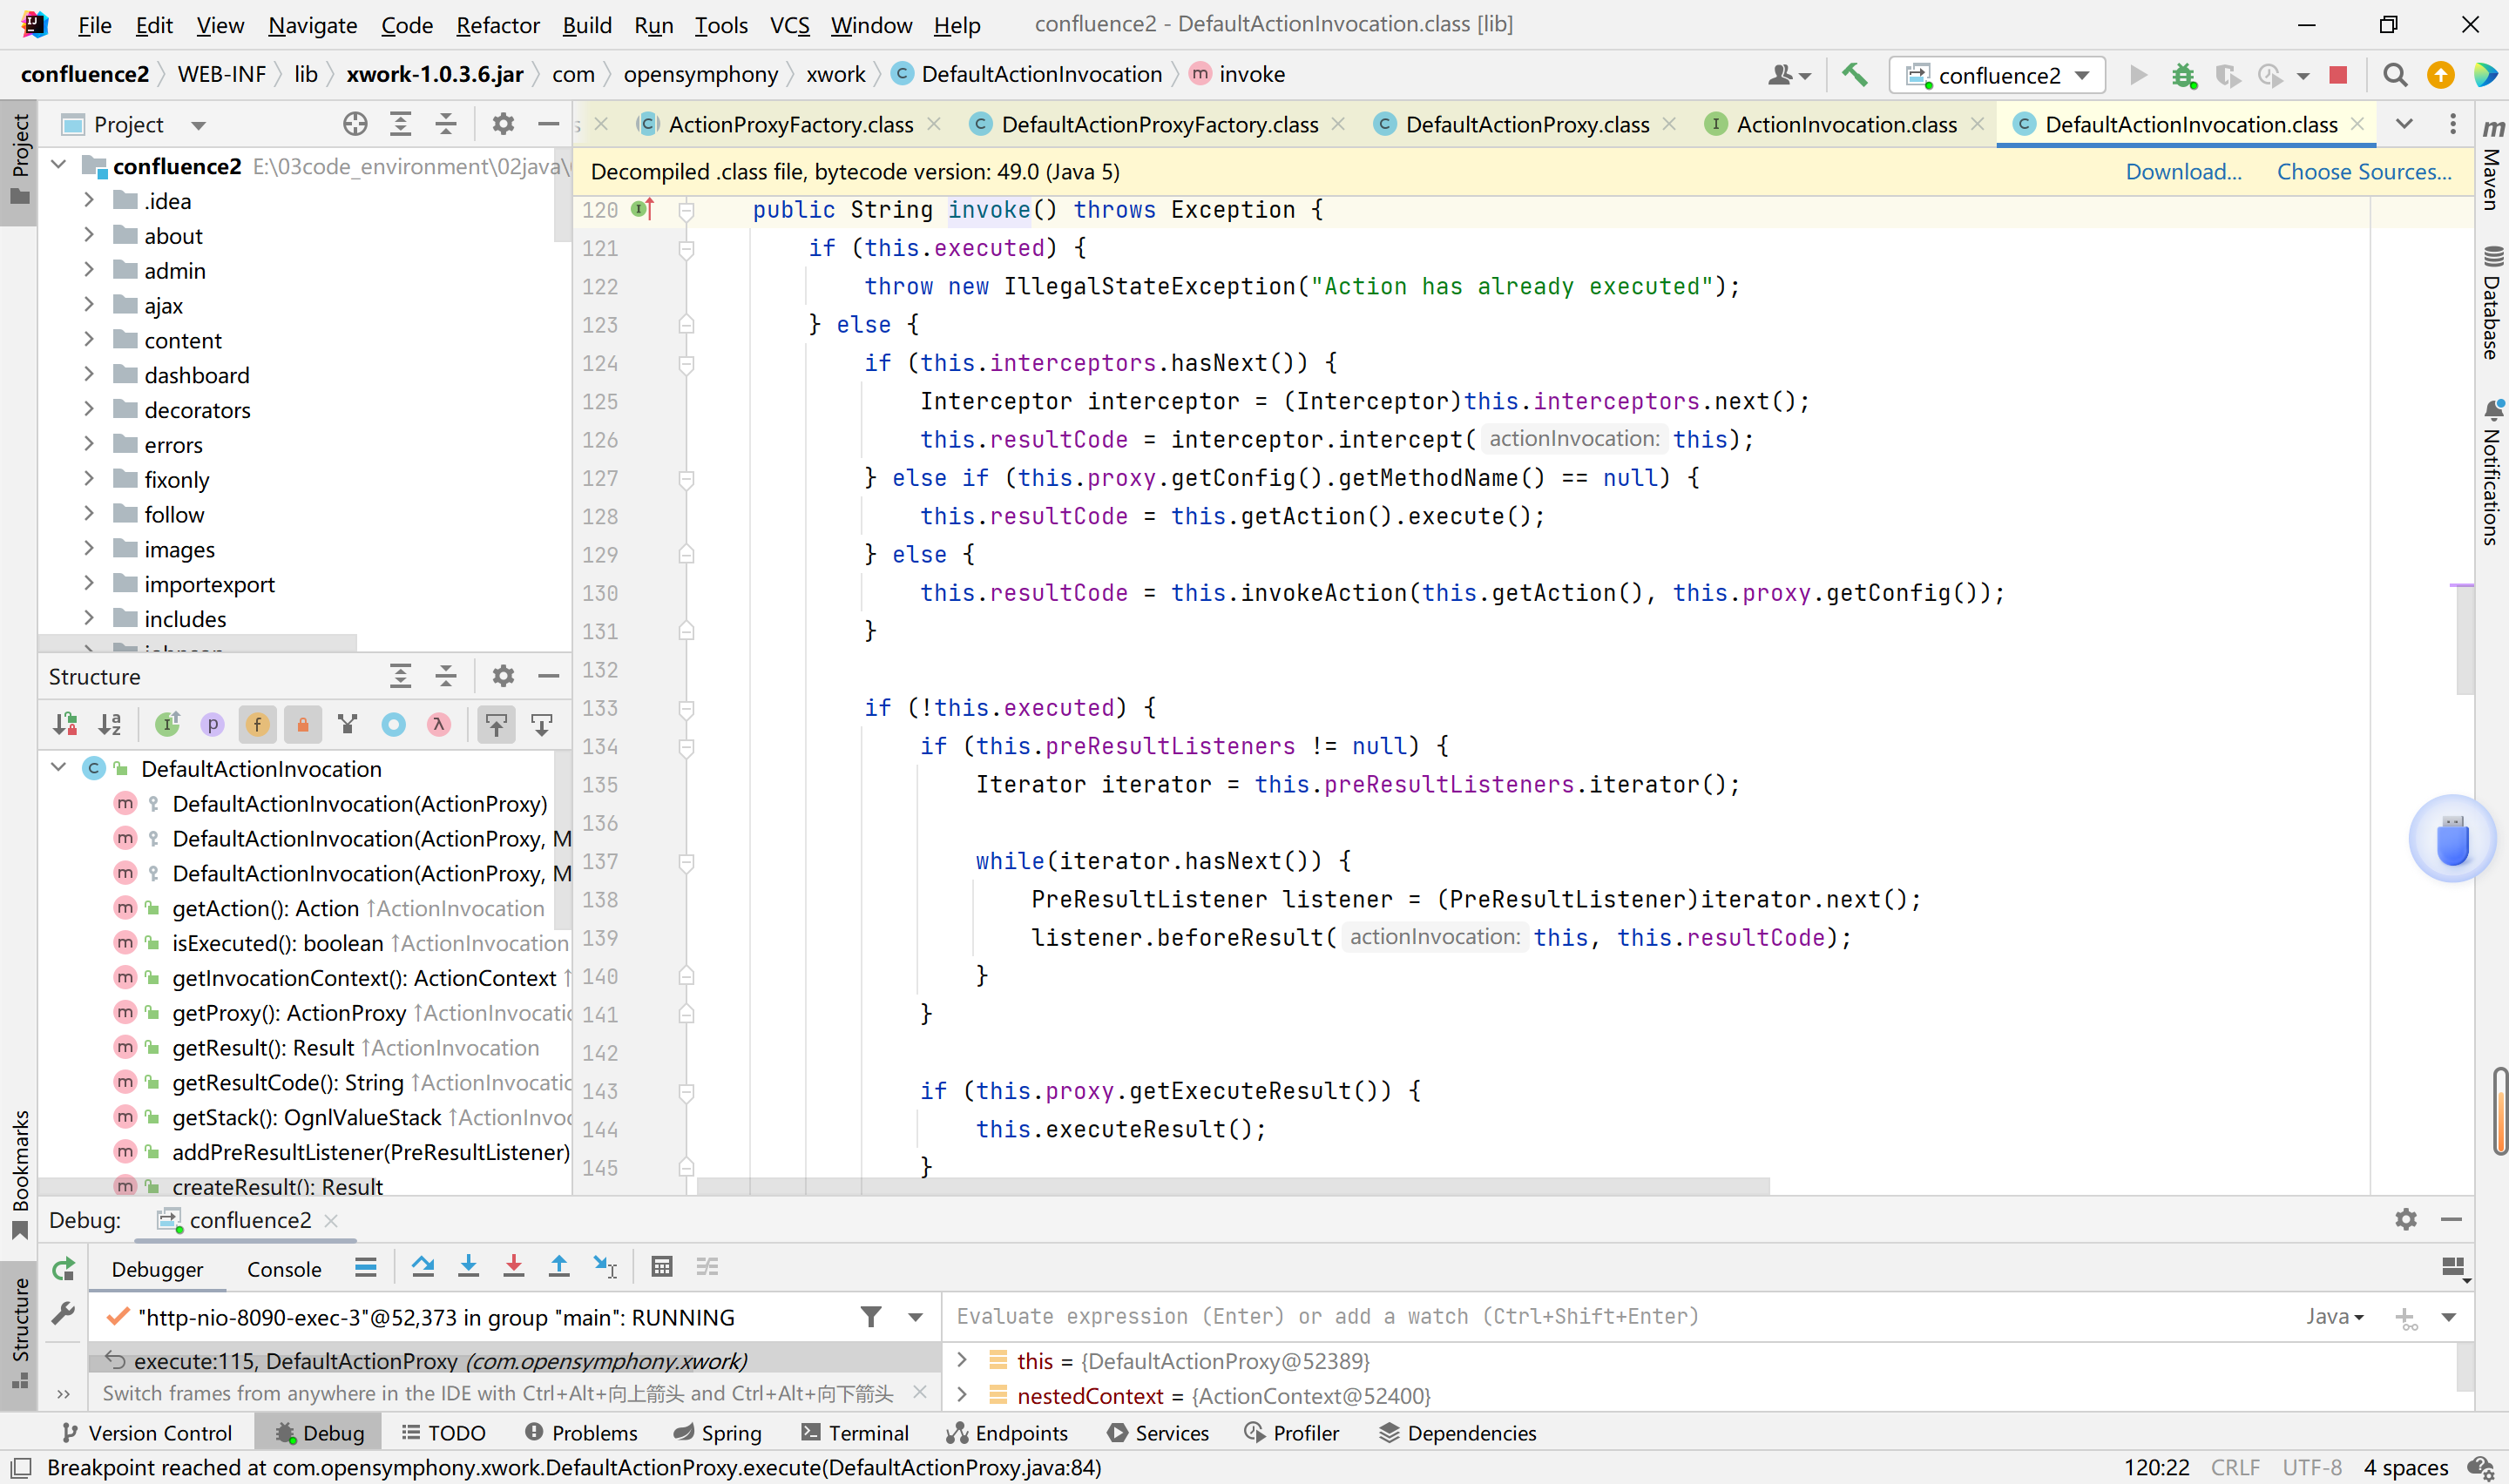 File Edit View Navigate Code Refactor Build Run Tools VCS Window Help confluence2 - DefaultActionInvocation.class [lib]
confluence2 WEB-INF lib xwork-1.0.3.6.jar com opensymphony xwork DefaultActionInvocation invoke confluence2
Project
ActionProxyFactory.class DefaultActionProxyFactory.class DefaultActionProxy.class ActionInvocation.class DefaultActionInvocation.class
Decompiled .class file, bytecode version: 49.0 (Java 5) Download... Choose Sources...
Project
confluence2 E:\03code_environment\02java\
.idea
about
admin
ajax
content
dashboard
decorators
errors
fixonly
follow
images
importexport
includes
120 public String invoke() throws Exception {
121 if (this.executed) {
122 throw new IllegalStateException("Action has already executed");
123 } else {
124 if (this.interceptors.hasNext()) {
125 Interceptor interceptor = (Interceptor)this.interceptors.next();
126 this.resultCode = interceptor.intercept( actionInvocation: this);
127 } else if (this.proxy.getConfig().getMethodName() == null) {
128 this.resultCode = this.getAction().execute();
129 } else {
130 this.resultCode = this.invokeAction(this.getAction(), this.proxy.getConfig());
131 }
132
133 if (!this.executed) {
134 if (this.preResultListeners != null) {
135 Iterator iterator = this.preResultListeners.iterator();
136
137 while(iterator.hasNext()) {
138 PreResultListener listener = (PreResultListener)iterator.next();
139 listener.beforeResult( actionInvocation: this, this.resultCode);
140 }
141 }
142
143 if (this.proxy.getExecuteResult()) {
144 this.executeResult();
145 }
m Maven
Database
Notifications
Structure
DefaultActionInvocation
DefaultActionInvocation(ActionProxy)
DefaultActionInvocation(ActionProxy, M
DefaultActionInvocation(ActionProxy, M
getAction(): Action ↑ActionInvocation
isExecuted(): boolean ↑ActionInvocation
getInvocationContext(): ActionContext ↑
getProxy(): ActionProxy ↑ActionInvocatic
getResult(): Result ↑ActionInvocation
getResultCode(): String ↑ActionInvocatic
getStack(): OgnlValueStack ↑ActionInvoc
addPreResultListener(PreResultListener)
createResult(): Result
Bookmarks
Structure
Debug: confluence2
Debugger Console
"http-nio-8090-exec-3"@52,373 in group "main": RUNNING
Evaluate expression (Enter) or add a watch (Ctrl+Shift+Enter) Java
execute:115, DefaultActionProxy (com.opensymphony.xwork)
this = {DefaultActionProxy@52389}
Switch frames from anywhere in the IDE with Ctrl+Alt+向上箭头 and Ctrl+Alt+向下箭头
nestedContext = {ActionContext@52400}
Version Control Debug TODO Problems Spring Terminal Endpoints Services Profiler Dependencies
Breakpoint reached at com.opensymphony.xwork.DefaultActionProxy.execute(DefaultActionProxy.java:84) 120:22 CRLF UTF-8 4 spaces